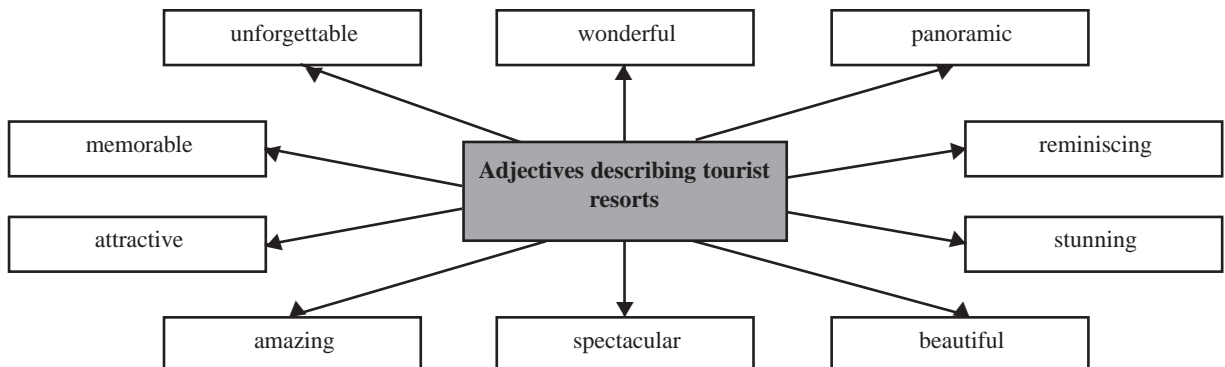 unforgettable
wonderful
panoramic
memorable
Adjectives describing tourist
resorts
reminiscing
attractive
stunning
amazing
spectacular
beautiful